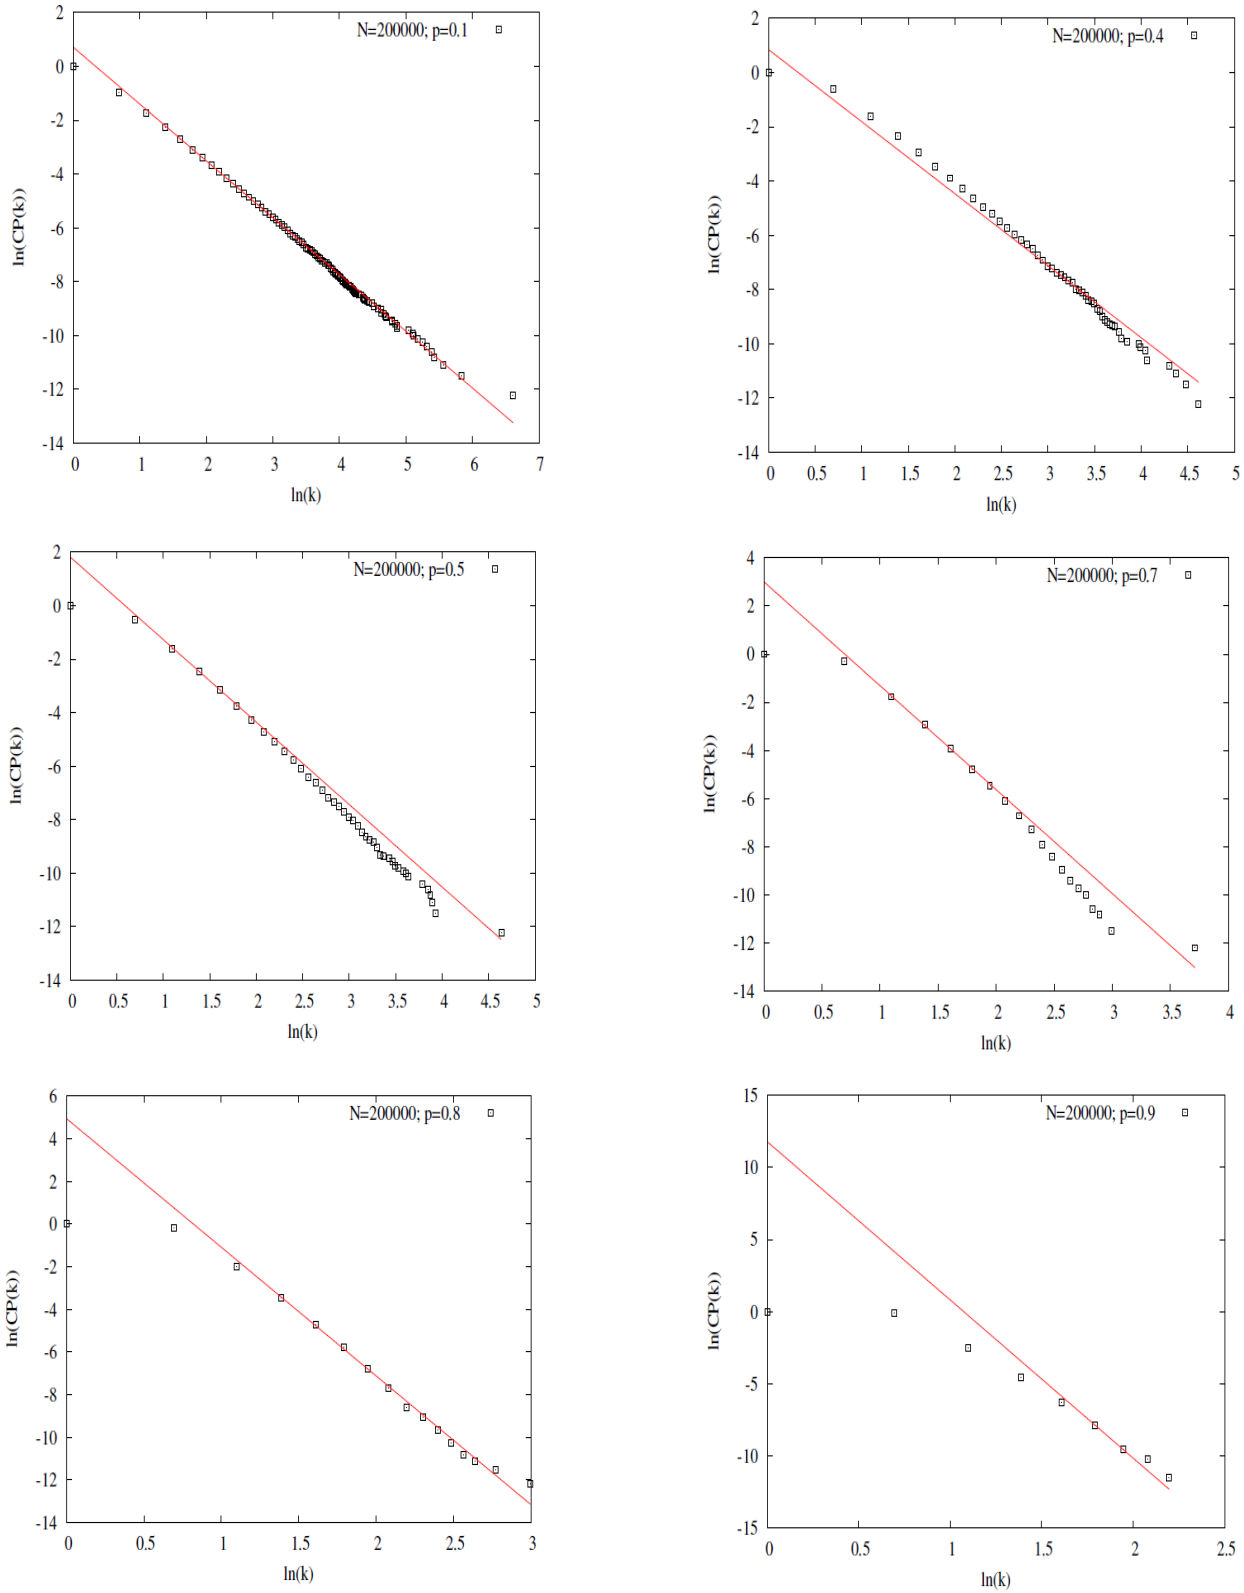 N=200000; p=0.1
2
0
-2
-4
-6
-8
-10
-12
-14
ln(CP(k))
0 1 2 3 4 5 6 7
ln(k)
N=200000; p=0.4
2
0
-2
-4
-6
-8
-10
-12
-14
ln(CP(k))
0 0.5 1 1.5 2 2.5 3 3.5 4 4.5 5
ln(k)
N=200000; p=0.5
2
0
-2
-4
-6
-8
-10
-12
-14
ln(CP(k))
0 0.5 1 1.5 2 2.5 3 3.5 4 4.5 5
ln(k)
N=200000; p=0.7
4
2
0
-2
-4
-6
-8
-10
-12
-14
ln(CP(k))
0 0.5 1 1.5 2 2.5 3 3.5 4
ln(k)
N=200000; p=0.8
6
4
2
0
-2
-4
-6
-8
-10
-12
-14
ln(CP(k))
0 0.5 1 1.5 2 2.5 3
ln(k)
N=200000; p=0.9
15
10
5
0
-5
-10
-15
ln(CP(k))
0 0.5 1 1.5 2 2.5
ln(k)